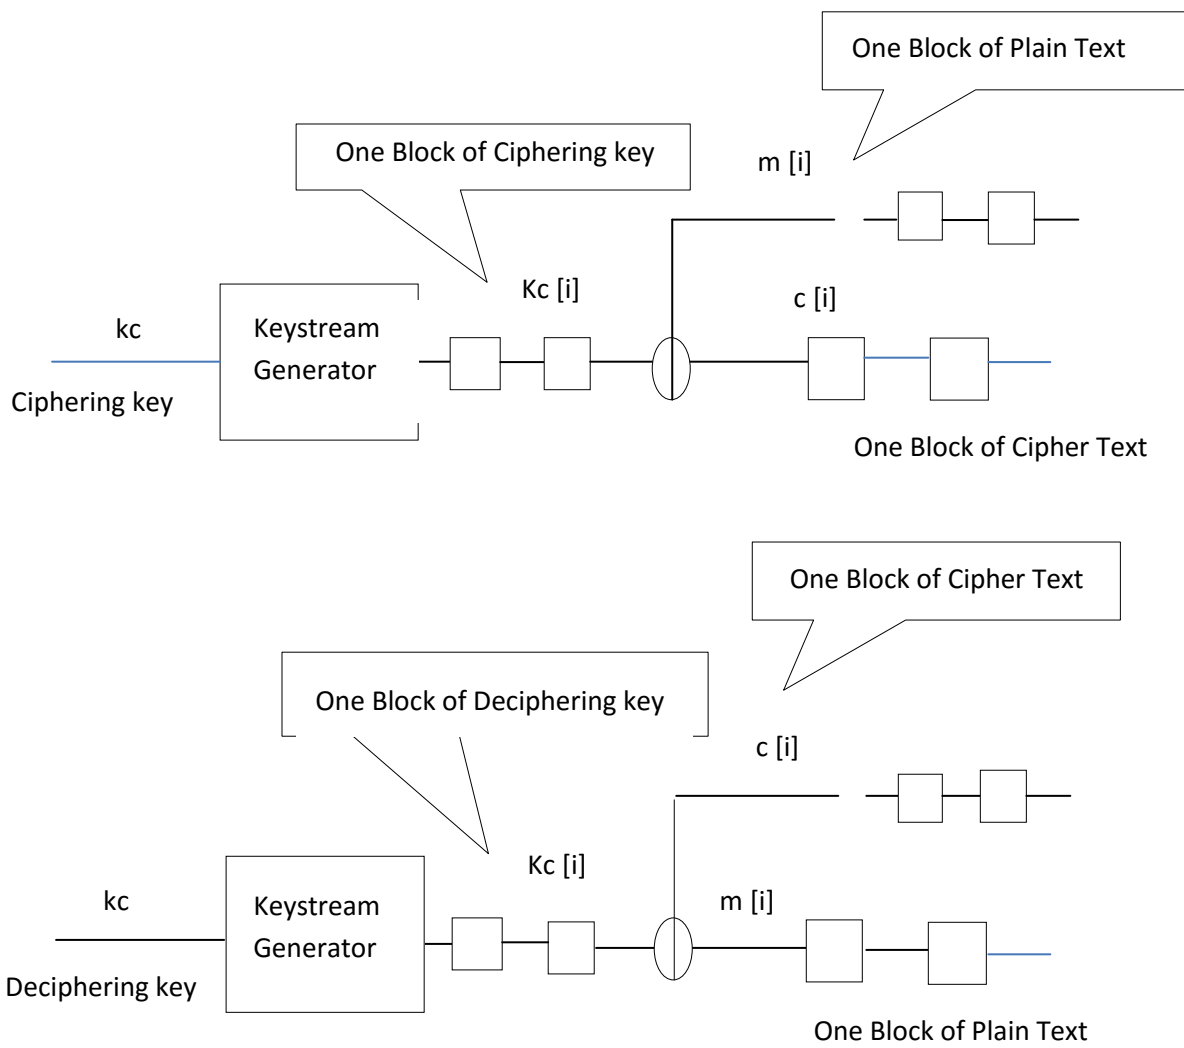 One Block of Plain Text
One Block of Ciphering key
m [i]
Kc [i]
c [i]
kc
Keystream
Generator
Ciphering key
One Block of Cipher Text
One Block of Cipher Text
One Block of Deciphering key
c [i]
Kc [i]
kc
Keystream
Generator
m [i]
Deciphering key
One Block of Plain Text